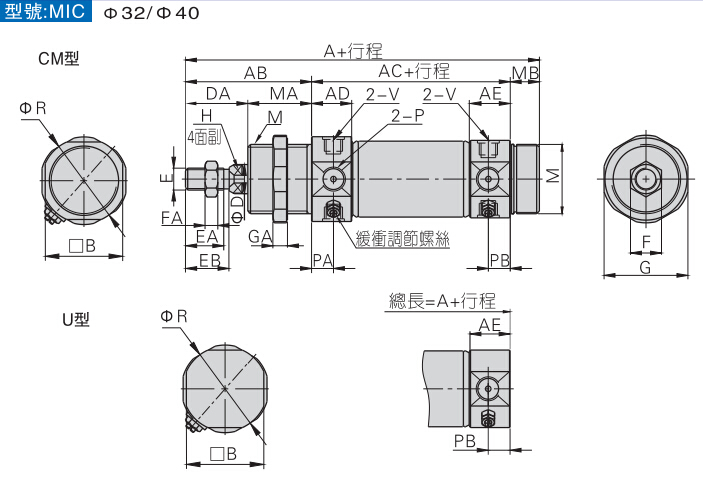 型號:MIC Φ32/Φ40
CM型
A+行程
AB AC+行程 MB
DA MA AD 2-V 2-V AE
ΦR H M 2-P
4面副
E ΦD M
FA
EA GA 緩衝調節螺絲 F
□B EB PA PB G
U型 ΦR 總長=A+行程
AE
□B PB